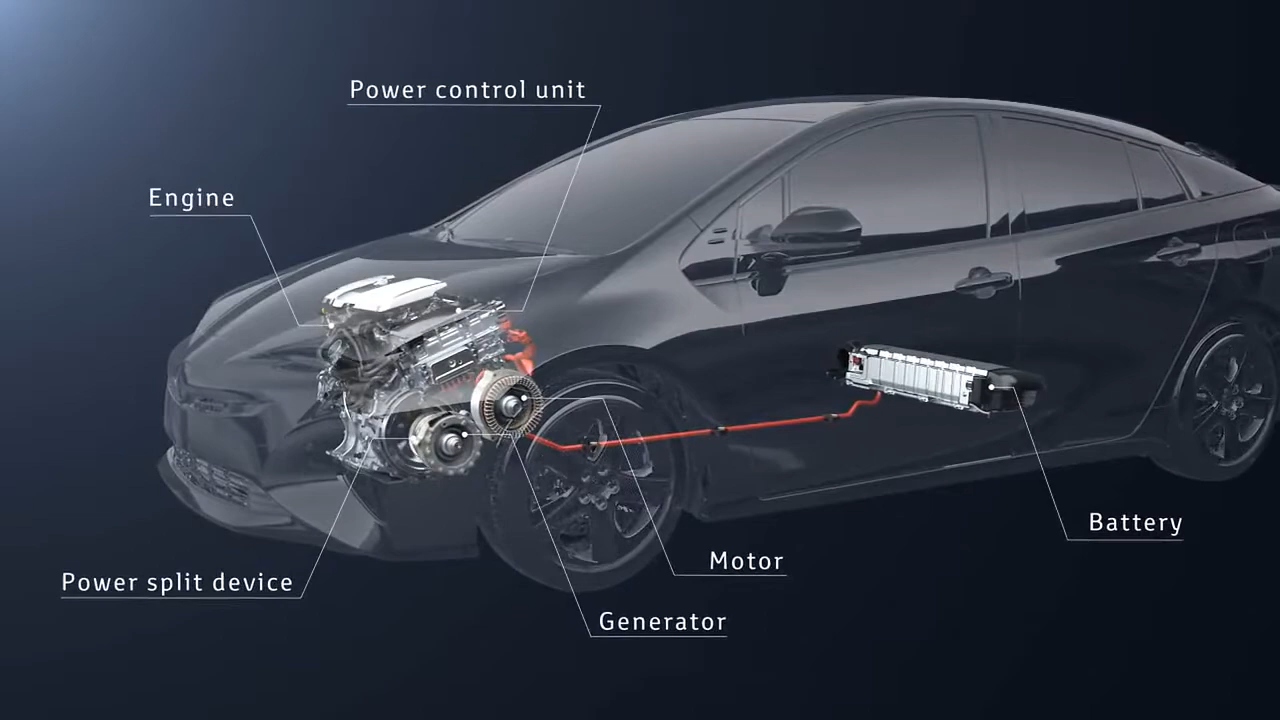 Power control unit
Engine
Battery
Motor
Power split device
Generator